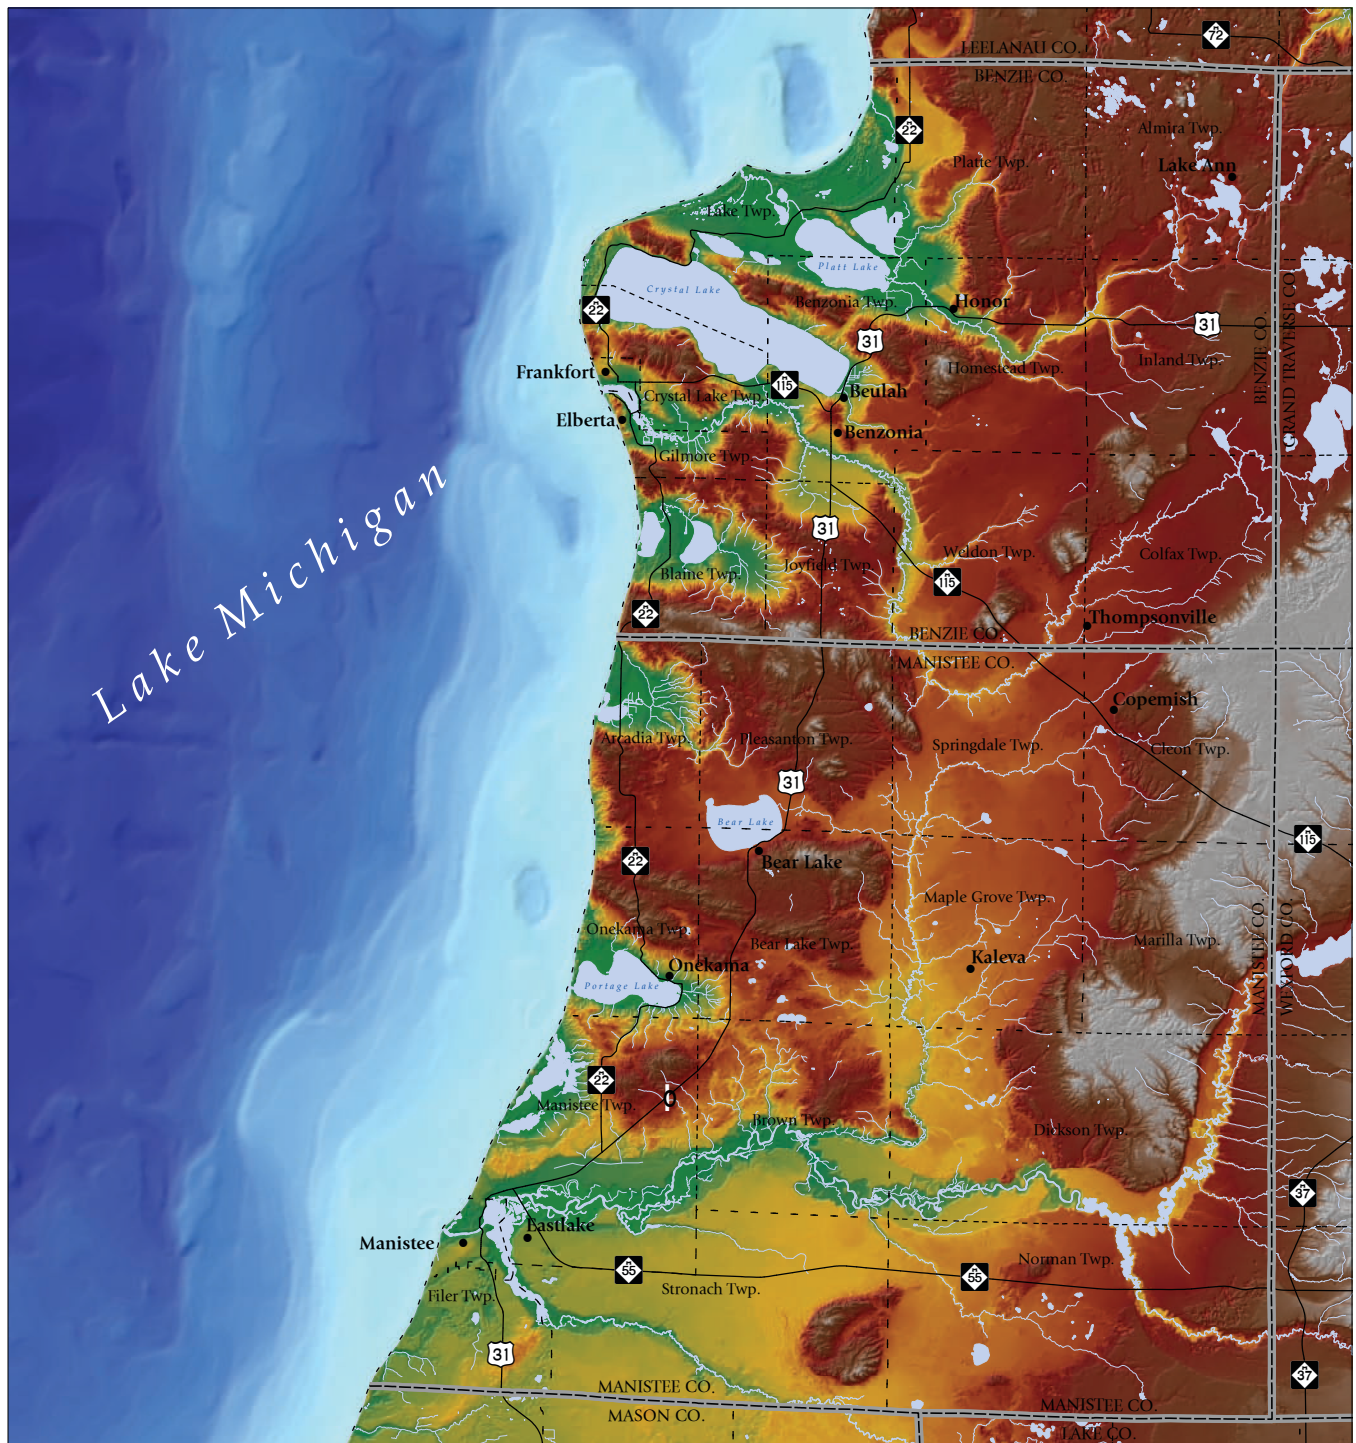 72
LEELANAU CO.
BENZIE CO.
22
Almira Twp.
Platte Twp.
Lake Ann
Lake Twp.
Platt Lake
Crystal Lake
Benzonia Twp.
Honor
22
31
31
BENZIE CO.
GRAND TRAVERSE CO.
Inland Twp.
Homestead Twp.
Frankfort
115
Crystal Lake Twp.
Beulah
Elberta
Benzonia
Gilmore Twp.
Lake Michigan
31
Weldon Twp.
Colfax Twp.
Joyfield Twp.
Blaine Twp.
115
22
Thompsonville
BENZIE CO.
MANISTEE CO.
Copemish
Arcadia Twp.
Pleasanton Twp.
Springdale Twp.
Cleon Twp.
31
Bear Lake
115
22
Bear Lake
Maple Grove Twp.
MANISTEE CO.
WEXFORD CO.
Onekama Twp.
Bear Lake Twp.
Marilla Twp.
Onekama
Kaleva
Portage Lake
22
Manistee Twp.
Brown Twp.
Dickson Twp.
37
Eastlake
Manistee
55
55
Norman Twp.
Stronach Twp.
Filer Twp.
31
37
MANISTEE CO.
MASON CO.
MANISTEE CO.
LAKE CO.